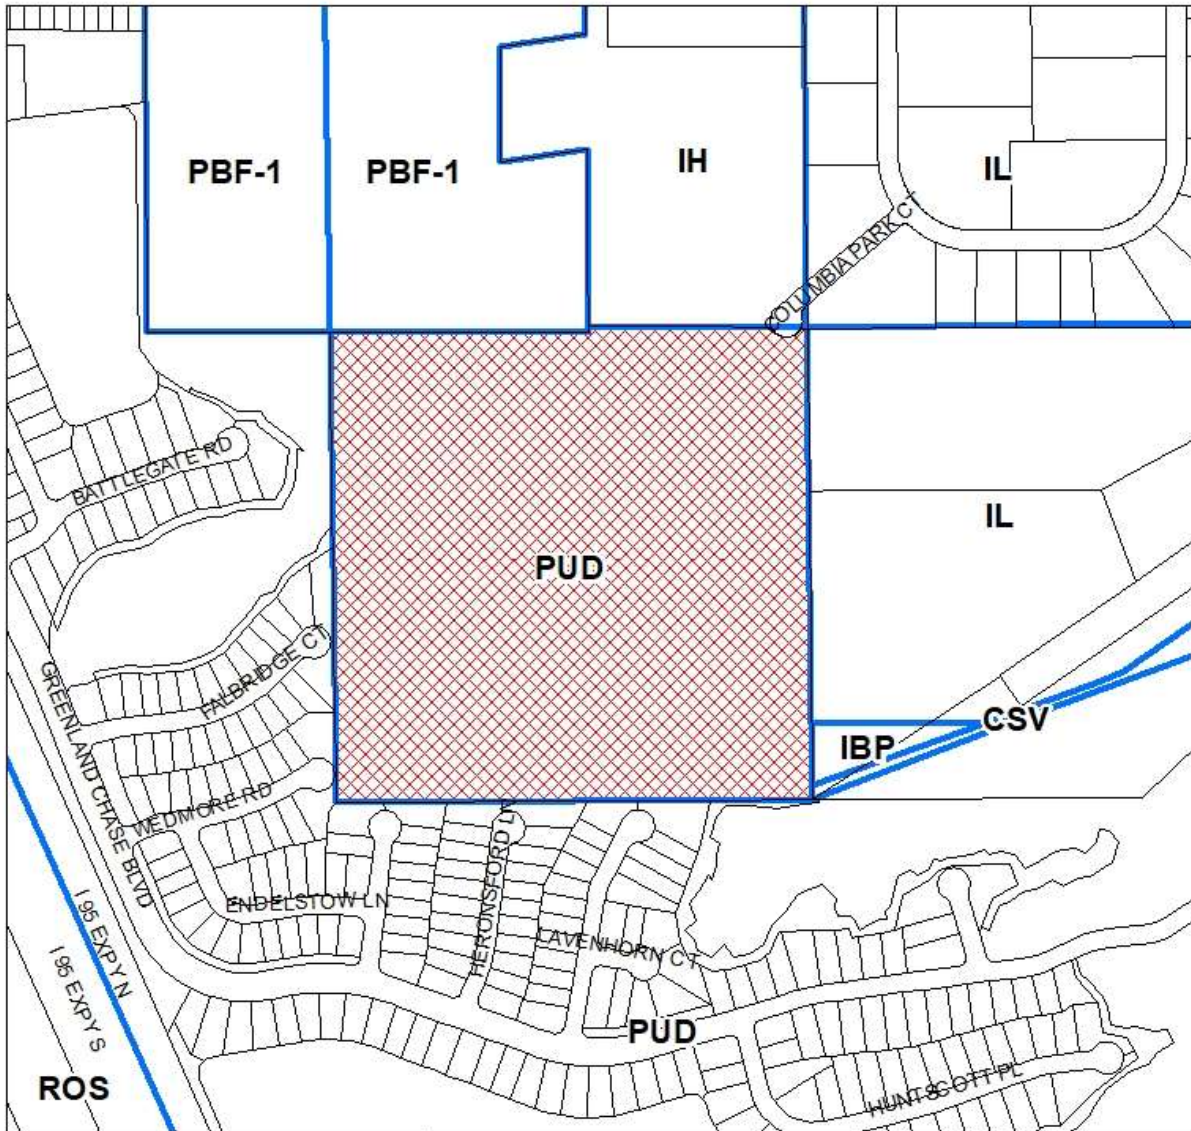 PBF-1
PBF-1
IH
IL
COLUMBIA PARK CT
BATTLEGATE RD
IL
PUD
FALBRIDGE CT
GREENLAND CHASE BLVD
CSV
IBP
WEDMORE RD
HERONSFORD LN
ENDELSTOW LN
LAVENHORN CT
I 95 EXPY N
I 95 EXPY S
PUD
ROS
HUNTSCOTT PL